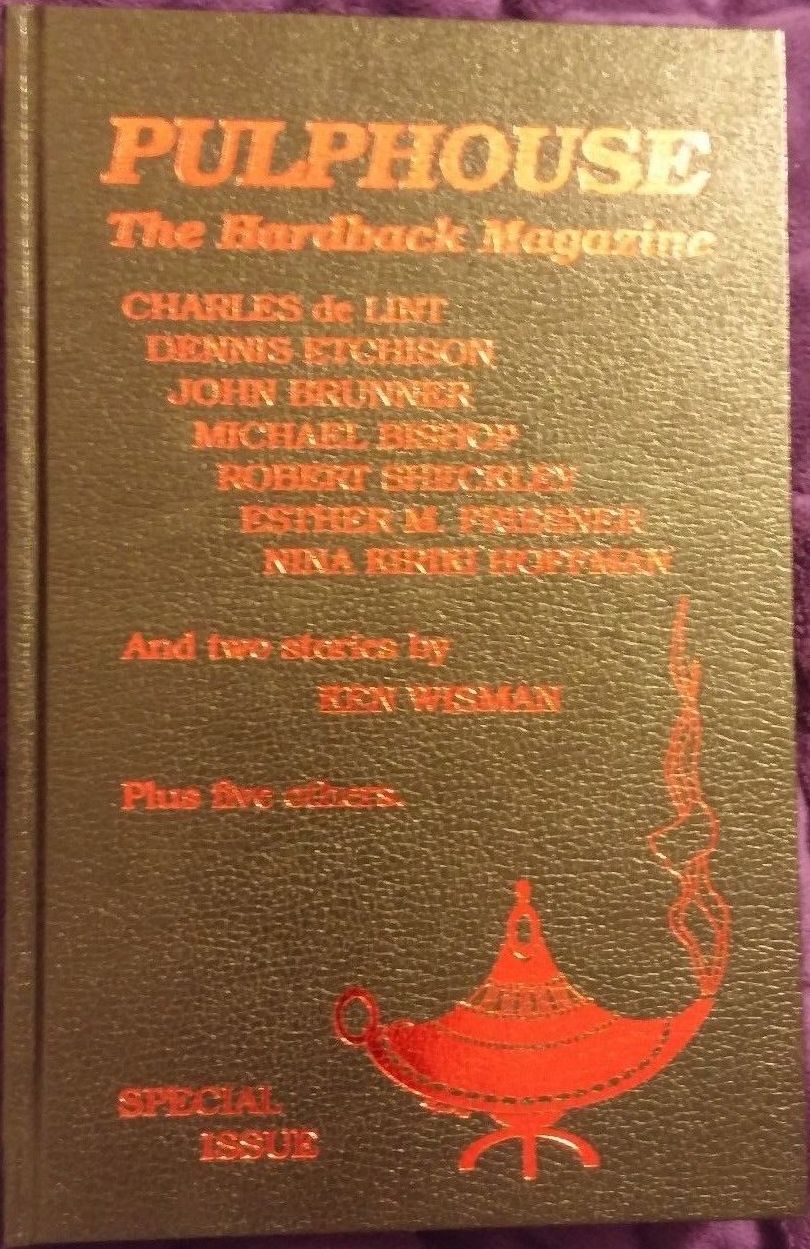 PULPHOUSE
The Hardback Magazine
CHARLES de LINT
DENNIS ETCHISON
JOHN BRUNNER
MICHAEL BISHOP
ROBERT SHECKLEY
ESTHER M. FRIESNER
NINA KIRIKI HOFFMAN
And two stories by
KEN WISMAN
Plus five others.
SPECIAL
ISSUE